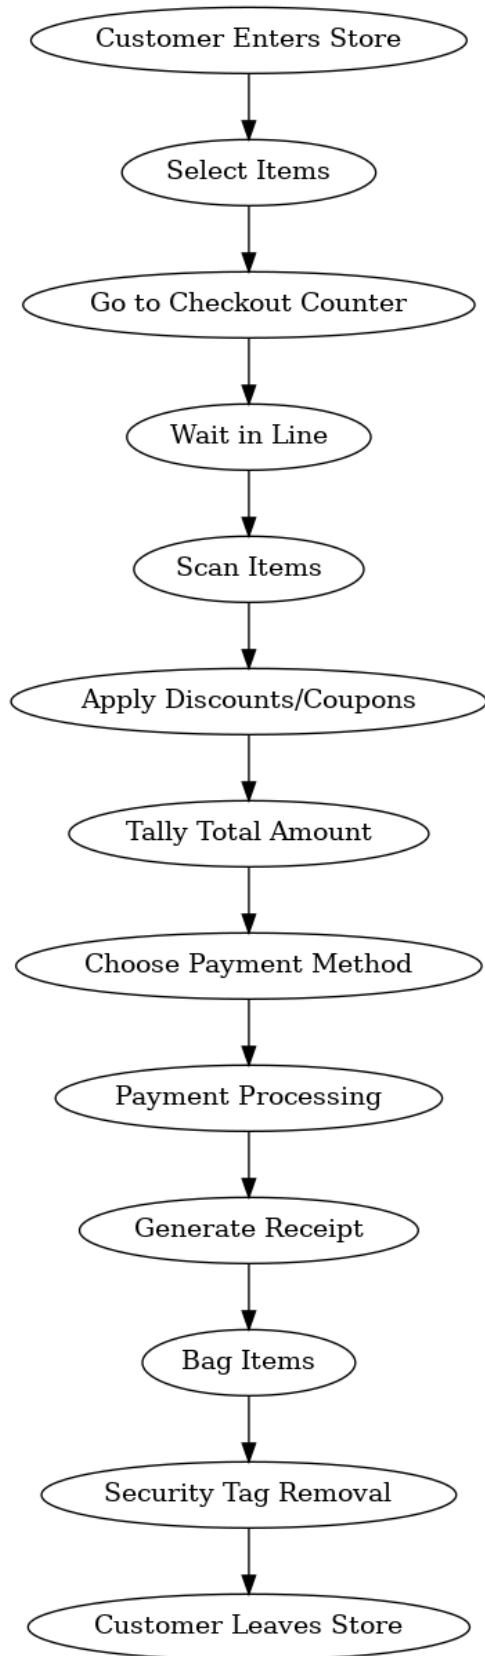 Customer Enters Store
Select Items
Go to Checkout Counter
Wait in Line
Scan Items
Apply Discounts/Coupons
Tally Total Amount
Choose Payment Method
Payment Processing
Generate Receipt
Bag Items
Security Tag Removal
Customer Leaves Store